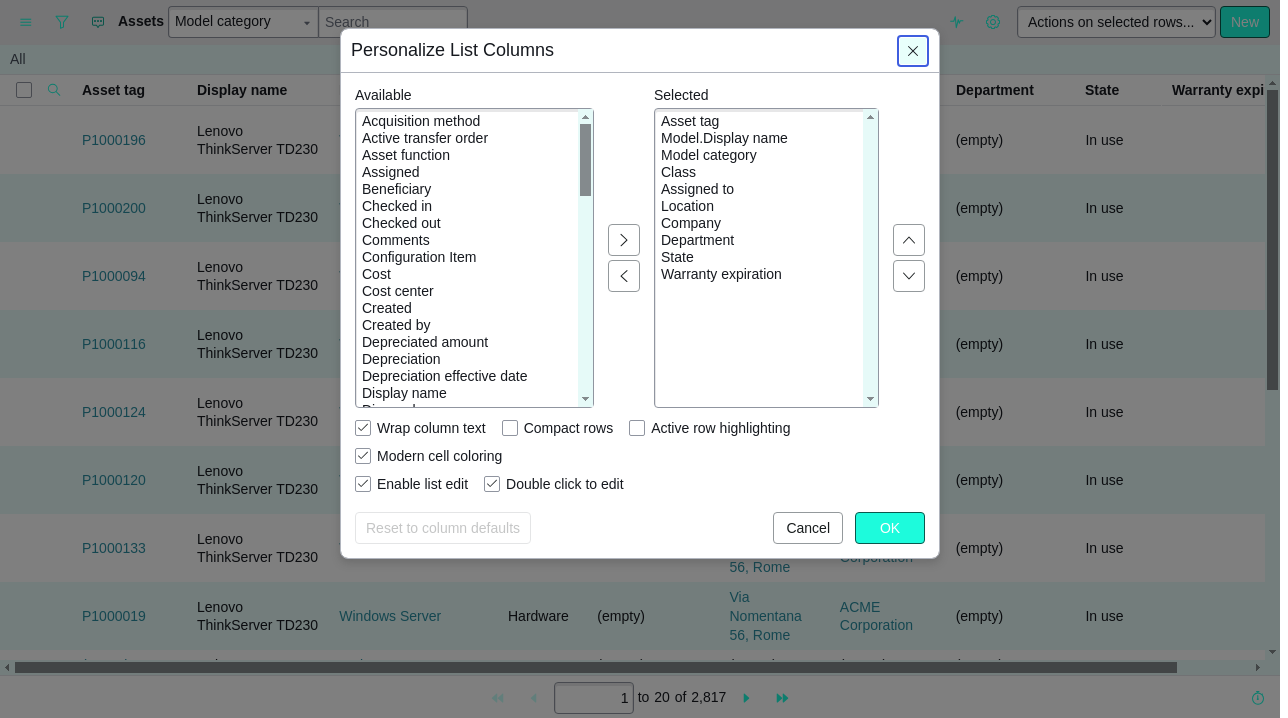 Assets
Model category
Search
Actions on selected rows...
New
All
Asset tag
Display name
Department
State
Warranty expi
P1000196
Lenovo
ThinkServer TD230
(empty)
In use
P1000200
Lenovo
ThinkServer TD230
(empty)
In use
P1000094
Lenovo
ThinkServer TD230
(empty)
In use
P1000116
Lenovo
ThinkServer TD230
(empty)
In use
P1000124
Lenovo
ThinkServer TD230
(empty)
In use
P1000120
Lenovo
ThinkServer TD230
(empty)
In use
P1000133
Lenovo
ThinkServer TD230
56, Rome
Corporation
(empty)
In use
P1000019
Lenovo
ThinkServer TD230
Windows Server
Hardware
(empty)
Via
Nomentana
56, Rome
ACME
Corporation
(empty)
In use
1 to 20 of 2,817
Personalize List Columns
Available
Acquisition method
Active transfer order
Asset function
Assigned
Beneficiary
Checked in
Checked out
Comments
Configuration Item
Cost
Cost center
Created
Created by
Depreciated amount
Depreciation
Depreciation effective date
Display name
Selected
Asset tag
Model.Display name
Model category
Class
Assigned to
Location
Company
Department
State
Warranty expiration
Wrap column text
Compact rows
Active row highlighting
Modern cell coloring
Enable list edit
Double click to edit
Reset to column defaults
Cancel
OK